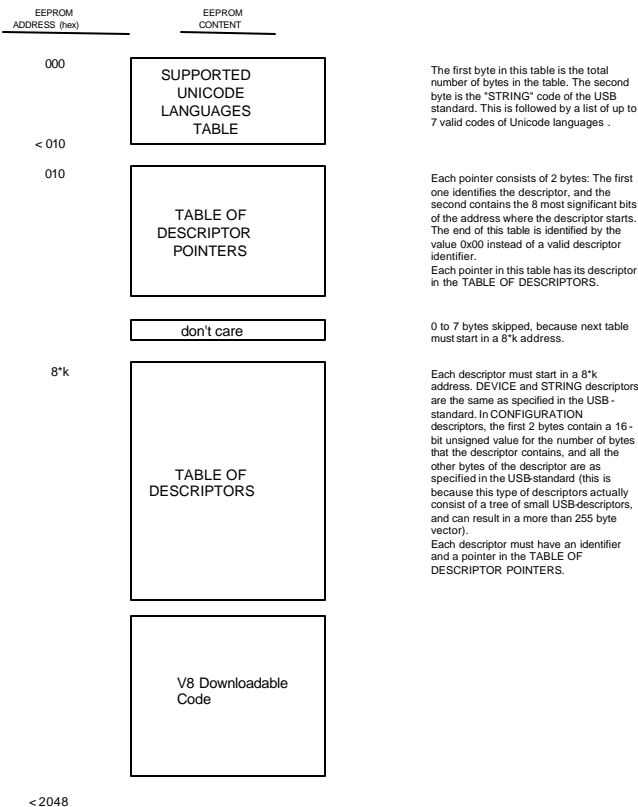 EEPROM
ADDRESS (hex)
EEPROM
CONTENT
000
SUPPORTED
UNICODE
LANGUAGES
TABLE
The first byte in this table is the total
number of bytes in the table. The second
byte is the "STRING" code of the USB
standard. This is followed by a list of up to
7 valid codes of Unicode languages .
< 010
010
TABLE OF
DESCRIPTOR
POINTERS
Each pointer consists of 2 bytes: The first
one identifies the descriptor, and the
second contains the 8 most significant bits
of the address where the descriptor starts.
The end of this table is identified by the
value 0x00 instead of a valid descriptor
identifier.
Each pointer in this table has its descriptor
in the TABLE OF DESCRIPTORS.
don't care
0 to 7 bytes skipped, because next table
must start in a 8*k address.
8*k
TABLE OF
DESCRIPTORS
Each descriptor must start in a 8*k
address. DEVICE and STRING descriptors
are the same as specified in the USB -
standard. In CONFIGURATION
descriptors, the first 2 bytes contain a 16 -
bit unsigned value for the number of bytes
that the descriptor contains, and all the
other bytes of the descriptor are as
specified in the USB-standard (this is
because this type of descriptors actually
consist of a tree of small USB-descriptors,
and can result in a more than 255 byte
vector).
Each descriptor must have an identifier
and a pointer in the TABLE OF
DESCRIPTOR POINTERS.
V8 Downloadable
Code
< 2048